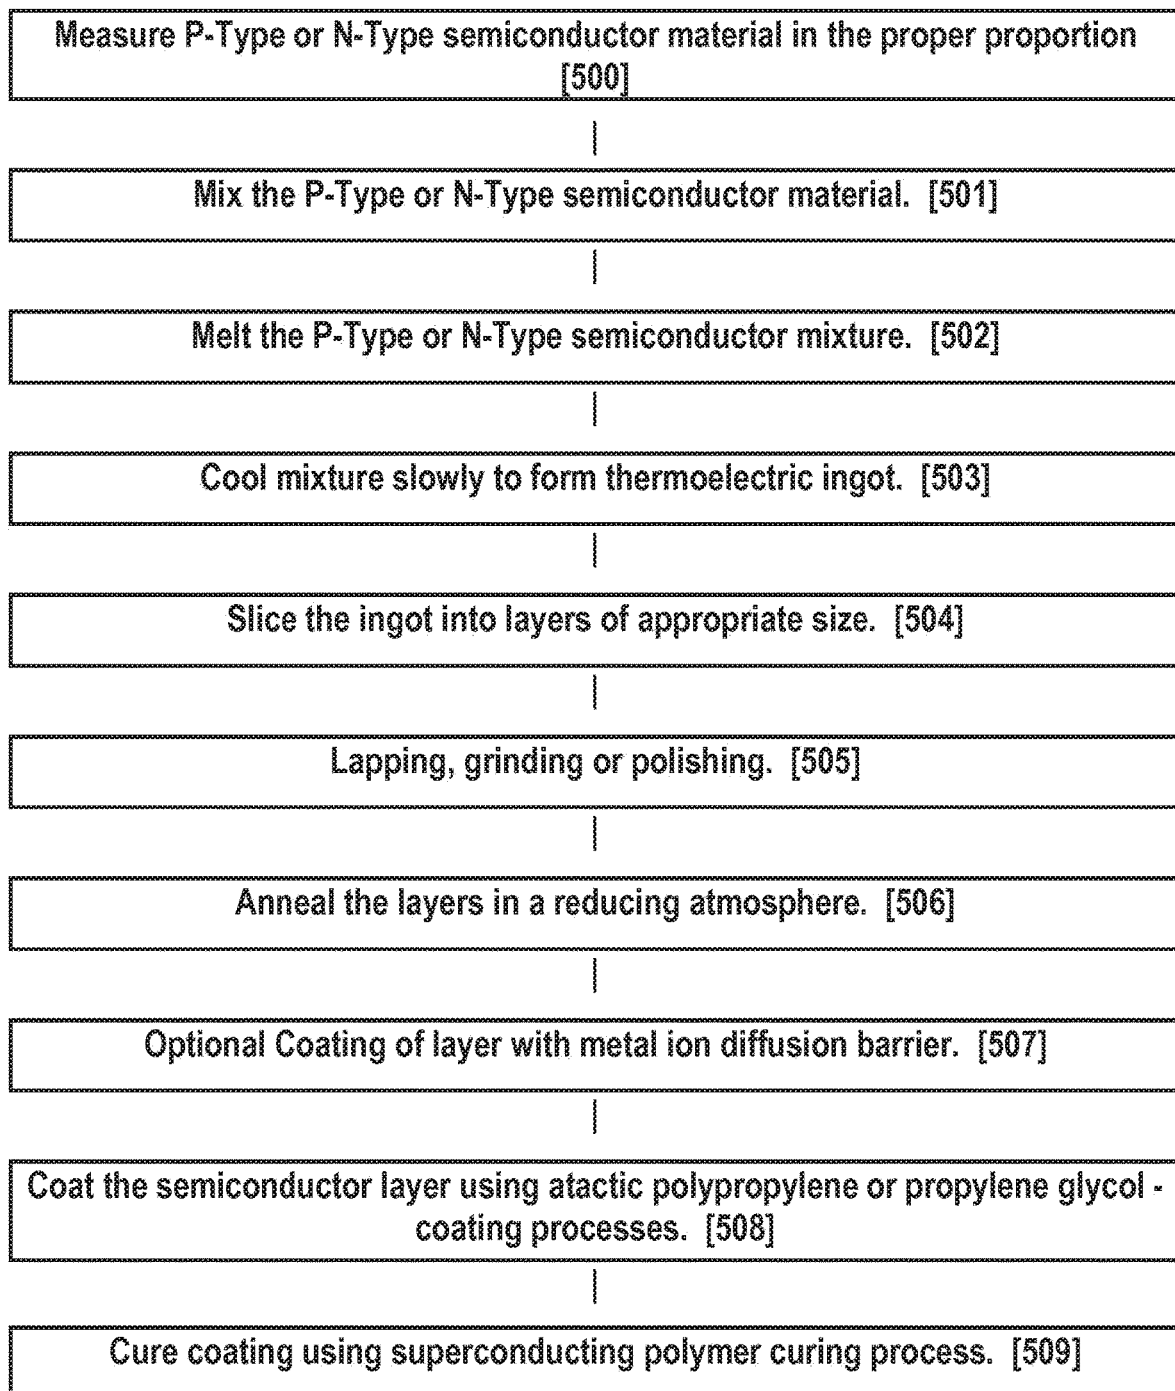 Measure P-Type or N-Type semiconductor material in the proper proportion
[500]
Mix the P-Type or N-Type semiconductor material. [501]
Melt the P-Type or N-Type semiconductor mixture. [502]
Cool mixture slowly to form thermoelectric ingot. [503]
Slice the ingot into layers of appropriate size. [504]
Lapping, grinding or polishing. [505]
Anneal the layers in a reducing atmosphere. [506]
Optional Coating of layer with metal ion diffusion barrier. [507]
Coat the semiconductor layer using atactic polypropylene or propylene glycol -
coating processes. [508]
Cure coating using superconducting polymer curing process. [509]